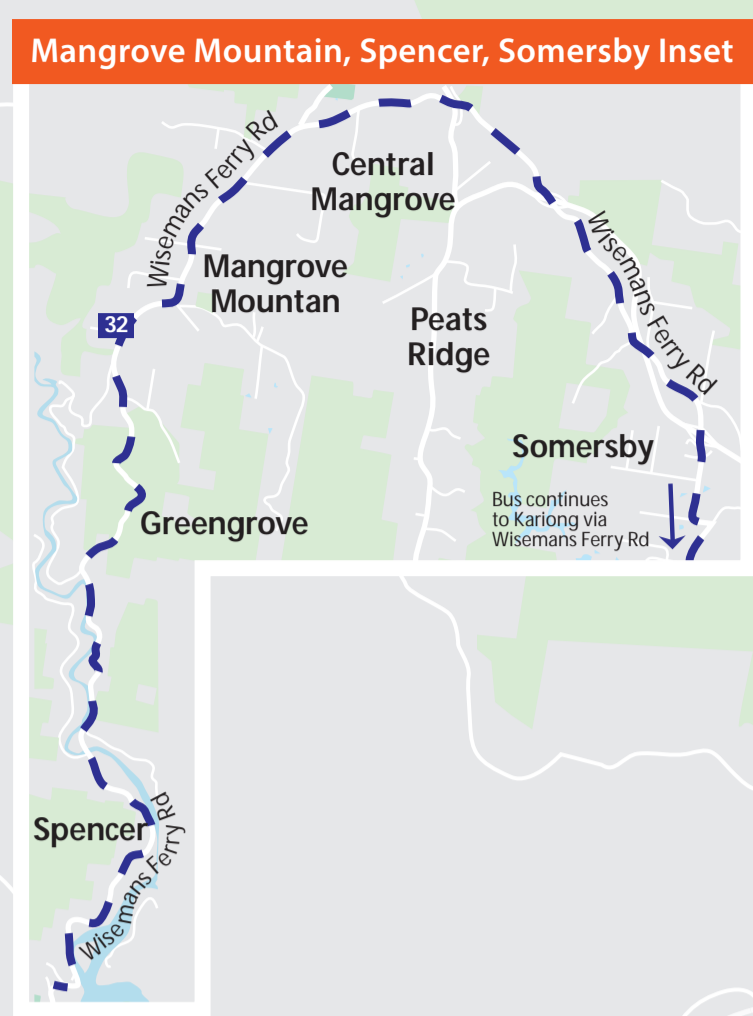 Mangrove Mountain, Spencer, Somersby Inset
Wisemans Ferry Rd
Central
Mangrove
Wisemans Ferry Rd
Mangrove
Mountan
32
Peats
Ridge
Somersby
Bus continues
to Kariong via
Wisemans Ferry Rd
Greengrove
Spencer
Wisemans Ferry Rd